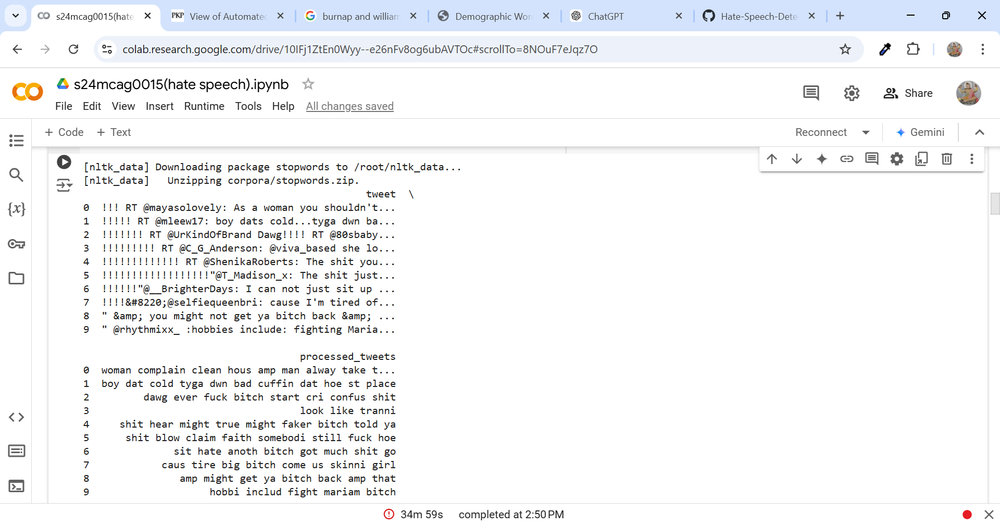 s24mcag0015(hate
View of Automate
burnap and william
Demographic Wor
ChatGPT
Hate-Speech-Dete
colab.research.google.com/drive/10IFj1ZtEn0Wyy--e26nFv8og6ubAVTOc#scrollTo=8NOuF7eJqz7O
s24mcag0015(hate speech).ipynb
File Edit View Insert Runtime Tools Help All changes saved
Share
+ Code + Text
Reconnect
Gemini
[nltk_data] Downloading package stopwords to /root/nltk_data...
[nltk_data]   Unzipping corpora/stopwords.zip.
tweet \
0 !!! RT @mayasolovely: As a woman you shouldn't...
1 !!!!! RT @mleew17: boy dats cold...tyga dwn ba...
2 !!!!!!! RT @UrKindOfBrand Dawg!!!! RT @80sbaby...
3 !!!!!!!!! RT @C_G_Anderson: @viva_based she lo...
4 !!!!!!!!!!!!! RT @ShenikaRoberts: The shit you...
5 !!!!!!!!!!!!!!!!!!"@T_Madison_x: The shit just...
6 !!!!!!"@__BrighterDays: I can not just sit up ...
7 !!!!&#8220;@selfiequeenbri: cause I'm tired of...
8 " &amp; you might not get ya bitch back &amp; ...
9 " @rhythmixx_ :hobbies include: fighting Maria...
processed_tweets
0 woman complain clean hous amp man alway take t...
1 boy dat cold tyga dwn bad cuffin dat hoe st place
2 dawg ever fuck bitch start cri confus shit
3 look like tranni
4 shit hear might true might faker bitch told ya
5 shit blow claim faith somebodi still fuck hoe
6 sit hate anoth bitch got much shit go
7 caus tire big bitch come us skinni girl
8 amp might get ya bitch back amp that
9 hobbi includ fight mariam bitch
34m 59s completed at 2:50 PM